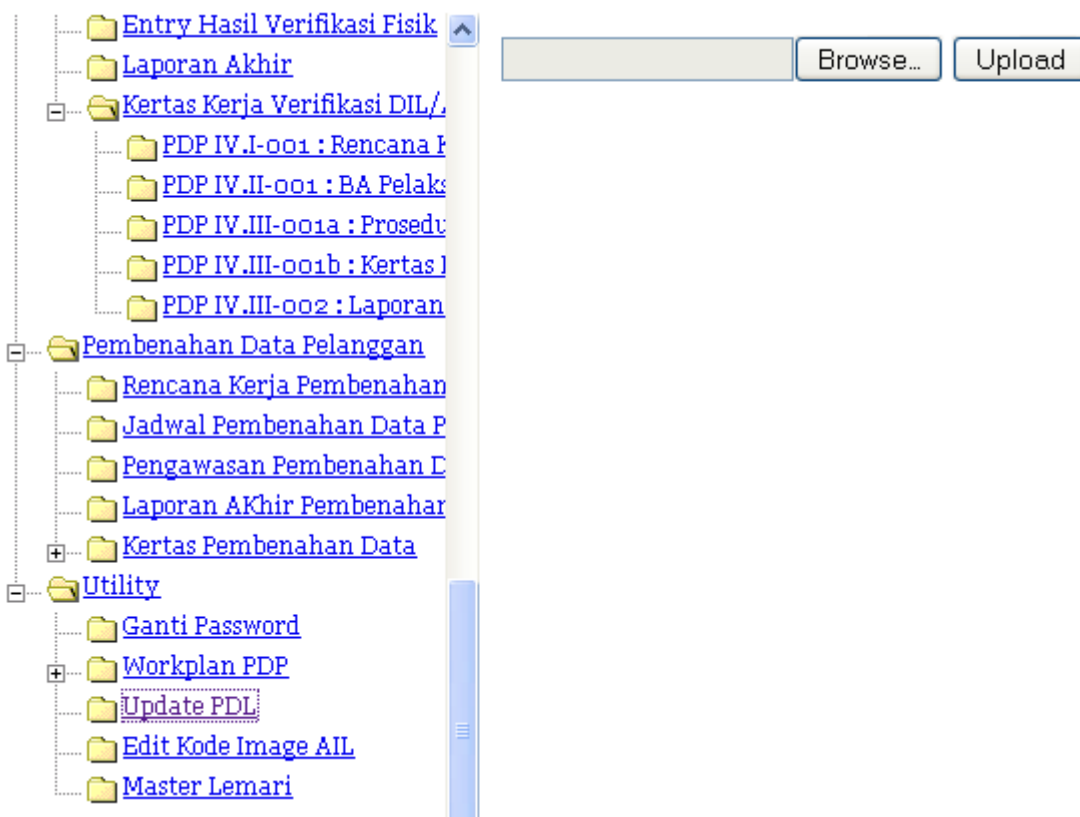 Entry Hasil Verifikasi Fisik
Browse... Upload
Laporan Akhir
Kertas Kerja Verifikasi DIL/
PDP IV.I-001 : Rencana
PDP IV.II-001 : BA Pelaks
PDP IV.III-001a : Prosedu
PDP IV.III-001b : Kertas
PDP IV.III-002 : Laporan
Pembenahan Data Pelanggan
Rencana Kerja Pembenahan
Jadwal Pembenahan Data P
Pengawasan Pembenahan D
Laporan AKhir Pembenahan
Kertas Pembenahan Data
Utility
Ganti Password
Workplan PDP
Update PDL
Edit Kode Image AIL
Master Lemari